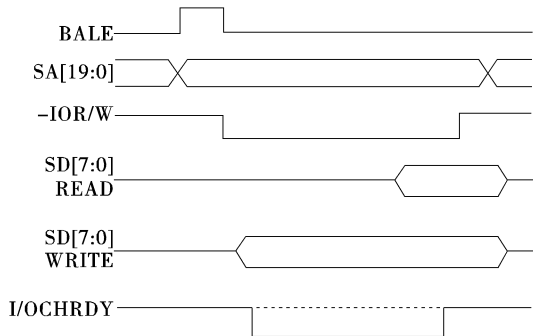 BALE
SA[19:0]
–IOR/W
SD[7:0]
READ
SD[7:0]
WRITE
I/OCHRDY